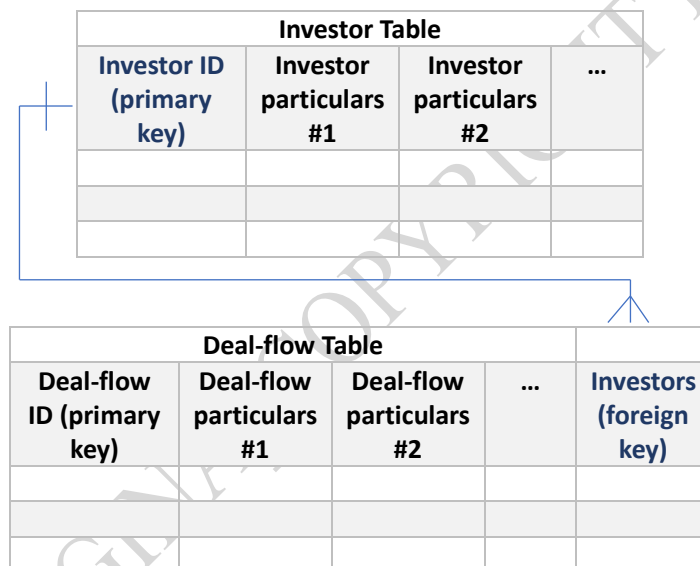 Investor Table
Investor ID (primary key)
Investor particulars #1
Investor particulars #2
...
Deal-flow Table
Deal-flow ID (primary key)
Deal-flow particulars #1
Deal-flow particulars #2
...
Investors (foreign key)